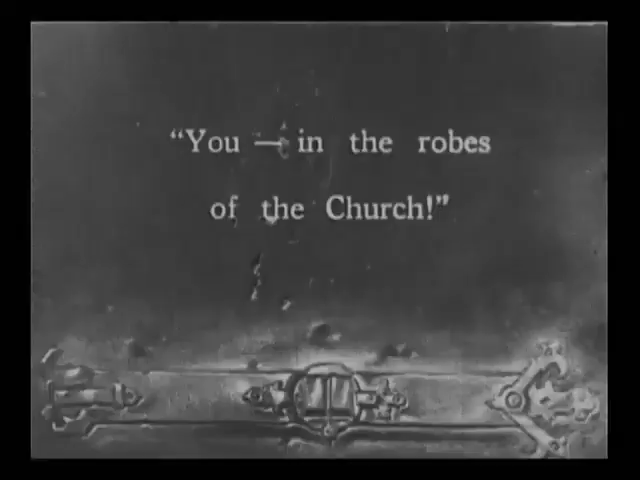 “You — in the robes
of the Church!”